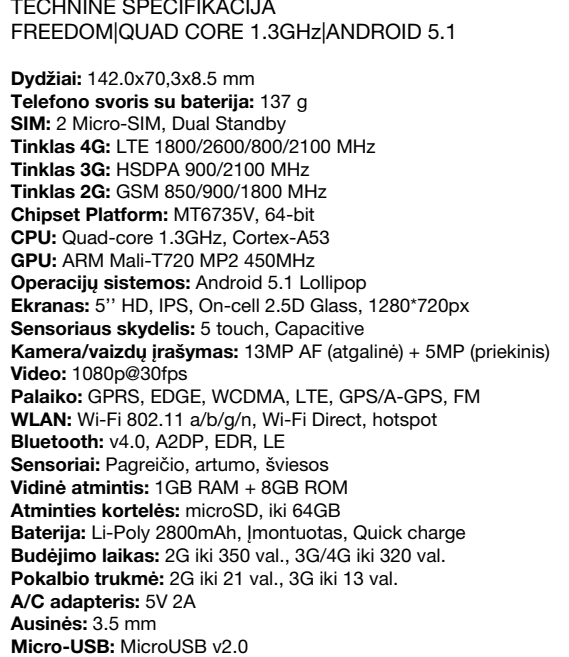 TECHNINĖ SPECIFIKACIJA
FREEDOM|QUAD CORE 1.3GHz|ANDROID 5.1
Dydžiai: 142.0x70,3x8.5 mm
Telefono svoris su baterija: 137 g
SIM: 2 Micro-SIM, Dual Standby
Tinklas 4G: LTE 1800/2600/800/2100 MHz
Tinklas 3G: HSDPA 900/2100 MHz
Tinklas 2G: GSM 850/900/1800 MHz
Chipset Platform: MT6735V, 64-bit
CPU: Quad-core 1.3GHz, Cortex-A53
GPU: ARM Mali-T720 MP2 450MHz
Operacijų sistemos: Android 5.1 Lollipop
Ekranas: 5’’ HD, IPS, On-cell 2.5D Glass, 1280*720px
Sensoriaus skydelis: 5 touch, Capacitive
Kamera/vaizdų įrašymas: 13MP AF (atgalinė) + 5MP (priekinis)
Video: 1080p@30fps
Palaiko: GPRS, EDGE, WCDMA, LTE, GPS/A-GPS, FM
WLAN: Wi-Fi 802.11 a/b/g/n, Wi-Fi Direct, hotspot
Bluetooth: v4.0, A2DP, EDR, LE
Sensoriai: Pagreičio, artumo, šviesos
Vidinė atmintis: 1GB RAM + 8GB ROM
Atminties kortelės: microSD, iki 64GB
Baterija: Li-Poly 2800mAh, Įmontuotas, Quick charge
Budėjimo laikas: 2G iki 350 val., 3G/4G iki 320 val.
Pokalbio trukmė: 2G iki 21 val., 3G iki 13 val.
A/C adapteris: 5V 2A
Ausinės: 3.5 mm
Micro-USB: MicroUSB v2.0